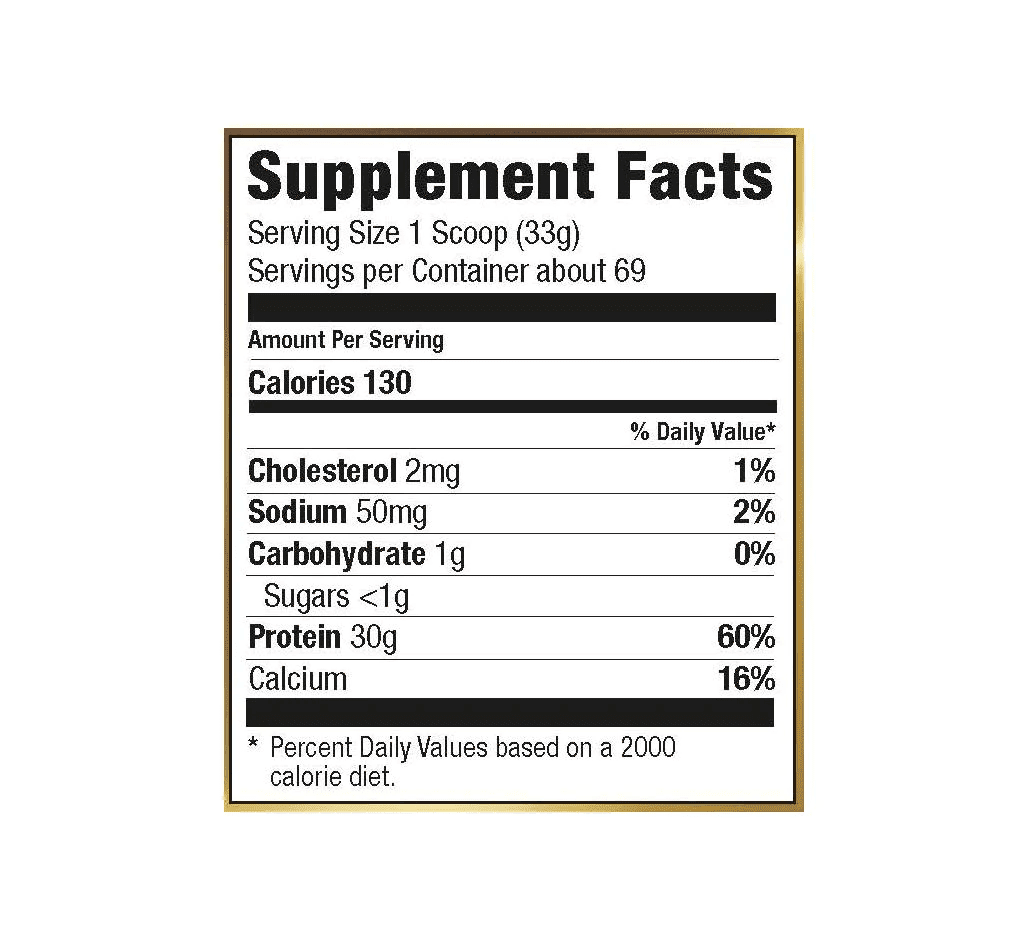 Supplement Facts
Serving Size 1 Scoop (33g)
Servings per Container about 69
Amount Per Serving
Calories 130
% Daily Value*
Cholesterol 2mg 1%
Sodium 50mg 2%
Carbohydrate 1g 0%
Sugars <1g
Protein 30g 60%
Calcium 16%
* Percent Daily Values based on a 2000
calorie diet.